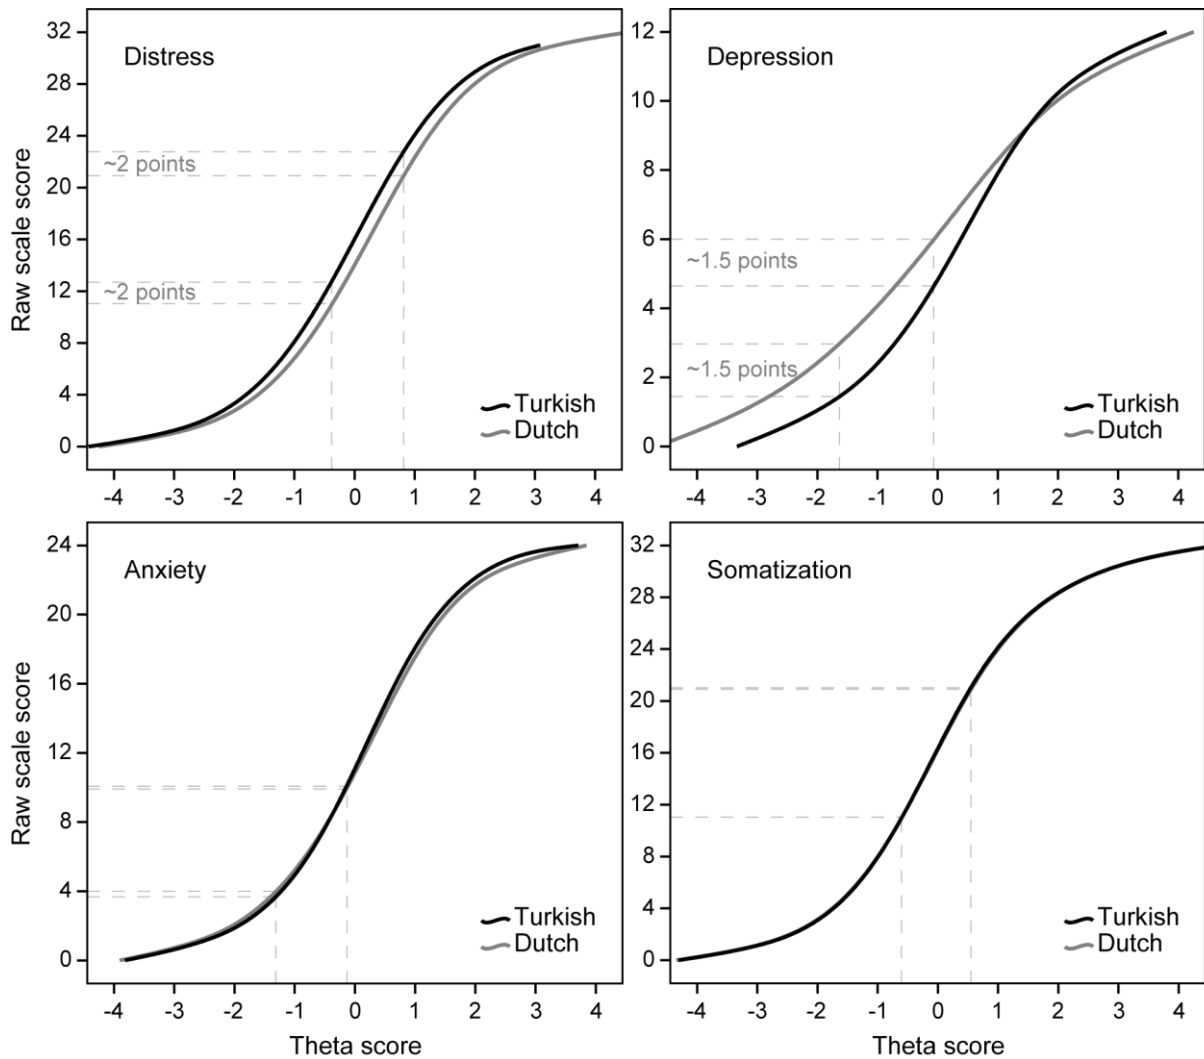 Distress
Raw scale score
32
28
24
20
16
12
8
4
0
~2 points
~2 points
Turkish
Dutch
-4 -3 -2 -1 0 1 2 3 4
Depression
12
10
8
6
4
2
0
~1.5 points
~1.5 points
Turkish
Dutch
-4 -3 -2 -1 0 1 2 3 4
Anxiety
Raw scale score
24
20
16
12
8
4
0
Turkish
Dutch
-4 -3 -2 -1 0 1 2 3 4
Theta score
Somatization
32
28
24
20
16
12
8
4
0
Turkish
Dutch
-4 -3 -2 -1 0 1 2 3 4
Theta score